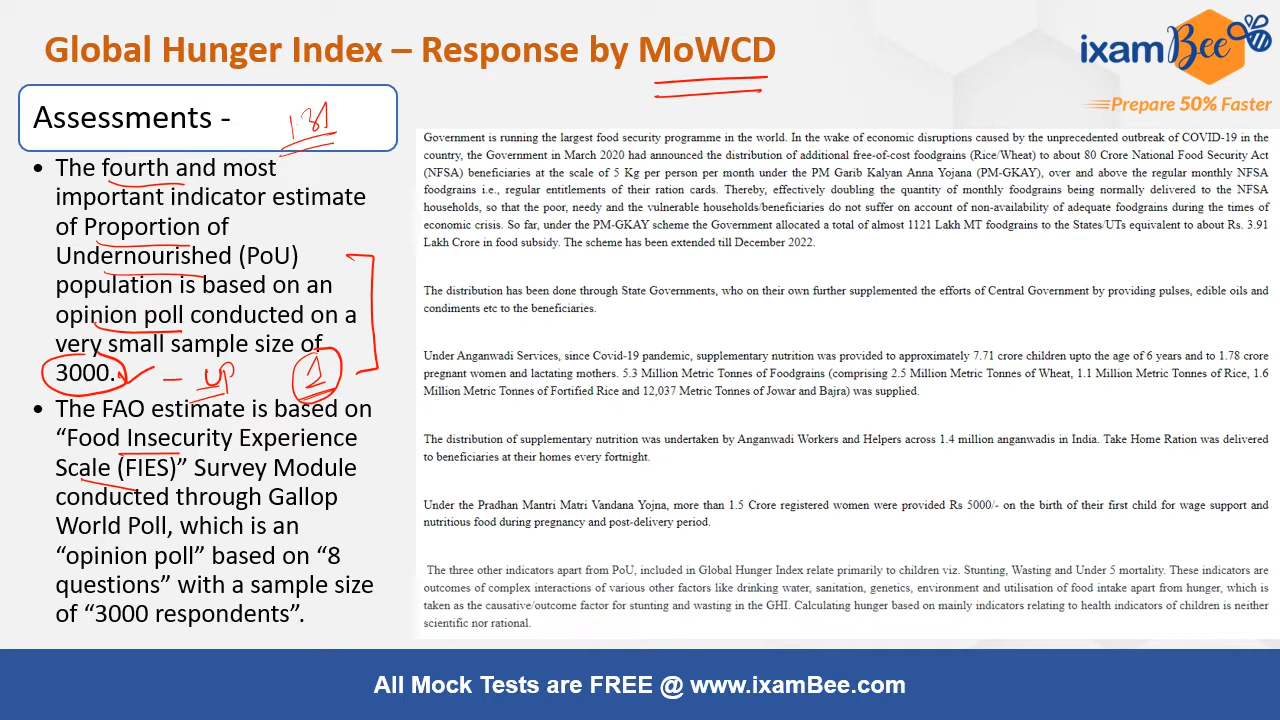 Global Hunger Index – Response by MoWCD
ixamBee
Prepare 50% Faster
Assessments -
• The fourth and most
important indicator estimate
of Proportion of
Undernourished (PoU)
population is based on an
opinion poll conducted on a
very small sample size of
3000.
UP
1
• The FAO estimate is based on
“Food Insecurity Experience
Scale (FIES)” Survey Module
conducted through Gallop
World Poll, which is an
“opinion poll” based on “8
questions” with a sample size
of “3000 respondents”.
Government is running the largest food security programme in the world. In the wake of economic disruptions caused by the unprecedented outbreak of COVID-19 in the
country, the Government in March 2020 had announced the distribution of additional free-of-cost foodgrains (Rice/Wheat) to about 80 Crore National Food Security Act
(NFSA) beneficiaries at the scale of 5 Kg per person per month under the PM Garib Kalyan Anna Yojana (PM-GKAY), over and above the regular monthly NFSA
foodgrains i.e., regular entitlements of their ration cards. Thereby, effectively doubling the quantity of monthly foodgrains being normally delivered to the NFSA
households, so that the poor, needy and the vulnerable households/beneficiaries do not suffer on account of non-availability of adequate foodgrains during the times of
economic crisis. So far, under the PM-GKAY scheme the Government allocated a total of almost 1121 Lakh MT foodgrains to the States/UTs equivalent to about Rs. 3.91
Lakh Crore in food subsidy. The scheme has been extended till December 2022.
The distribution has been done through State Governments, who on their own further supplemented the efforts of Central Government by providing pulses, edible oils and
condiments etc to the beneficiaries.
Under Anganwadi Services, since Covid-19 pandemic, supplementary nutrition was provided to approximately 7.71 crore children upto the age of 6 years and to 1.78 crore
pregnant women and lactating mothers. 5.3 Million Metric Tonnes of Foodgrains (comprising 2.5 Million Metric Tonnes of Wheat, 1.1 Million Metric Tonnes of Rice, 1.6
Million Metric Tonnes of Fortified Rice and 12,037 Metric Tonnes of Jowar and Bajra) was supplied.
The distribution of supplementary nutrition was undertaken by Anganwadi Workers and Helpers across 1.4 million anganwadis in India. Take Home Ration was delivered
to beneficiaries at their homes every fortnight.
Under the Pradhan Mantri Matri Vandana Yojna, more than 1.5 Crore registered women were provided Rs 5000/- on the birth of their first child for wage support and
nutritious food during pregnancy and post-delivery period.
The three other indicators apart from PoU, included in Global Hunger Index relate primarily to children viz. Stunting, Wasting and Under 5 mortality. These indicators are
outcomes of complex interactions of various other factors like drinking water, sanitation, genetics, environment and utilisation of food intake apart from hunger, which is
taken as the causative/outcome factor for stunting and wasting in the GHI. Calculating hunger based on mainly indicators relating to health indicators of children is neither
scientific nor rational.
All Mock Tests are FREE @ www.ixamBee.com